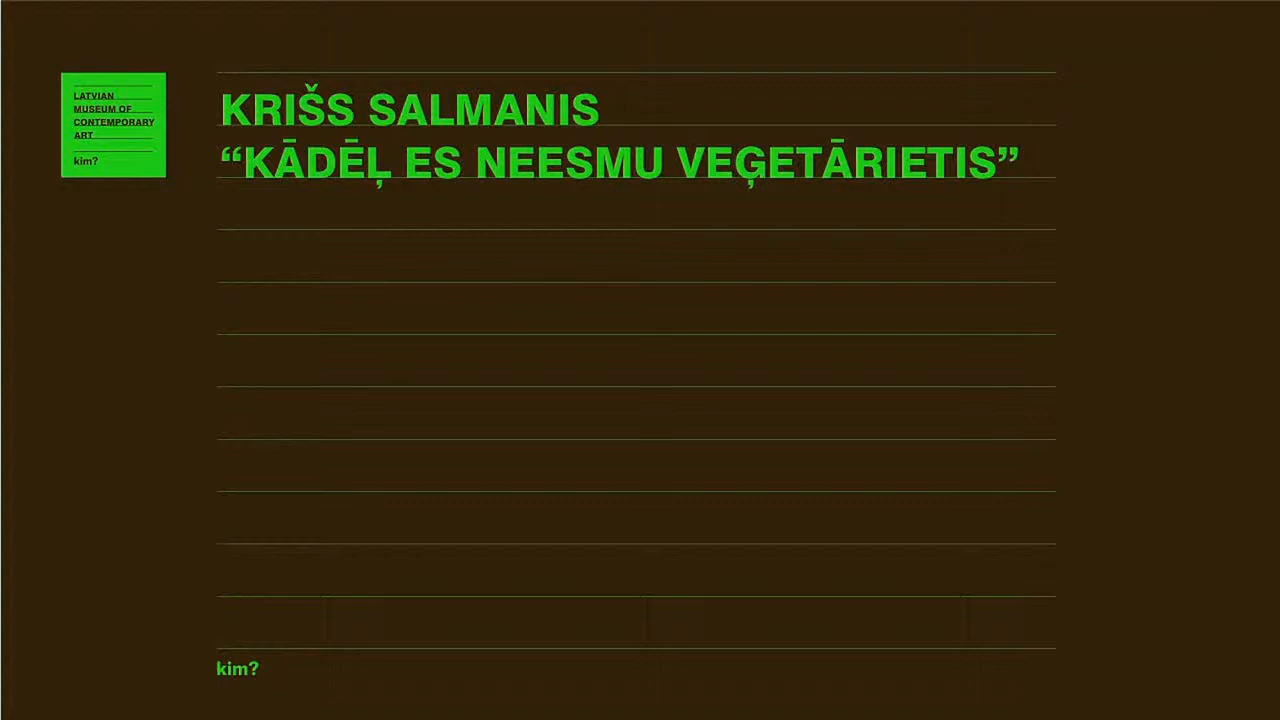 LATVIAN
MUSEUM OF
CONTEMPORARY
ART
kim?
KRIŠS SALMANIS
“KĀDĒĻ ES NEESMU VEĢETĀRIETIS”
kim?